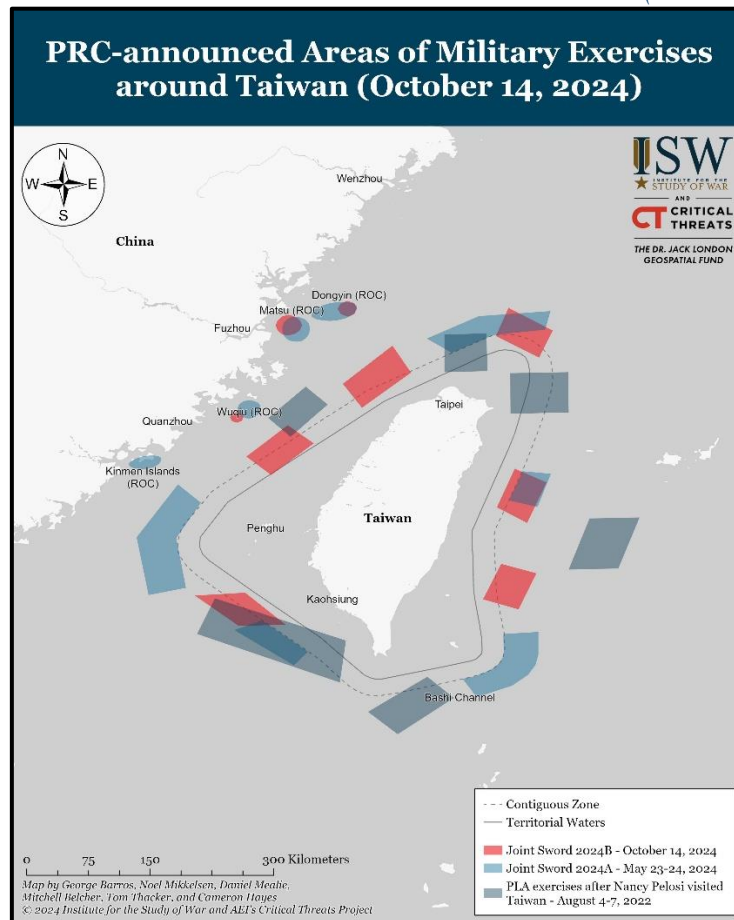 PRC-announced Areas of Military Exercises
around Taiwan (October 14, 2024)
N
W E
S
ISW
INSTITUTE FOR THE
STUDY OF WAR
AND
CT CRITICAL
THREATS
THE DR. JACK LONDON
GEOSPATIAL FUND
Wenzhou
China
Dongyin (ROC)
Matsu (ROC)
Fuzhou
Taipei
Wuqiu (ROC)
Quanzhou
Kinmen Islands
(ROC)
Taiwan
Penghu
Kaohsiung
Bashi Channel
Contiguous Zone
Territorial Waters
Joint Sword 2024B - October 14, 2024
Joint Sword 2024A - May 23-24, 2024
PLA exercises after Nancy Pelosi visited
Taiwan - August 4-7, 2022
0 75 150 300 Kilometers
Map by George Barros, Noel Mikkelsen, Daniel Mealie,
Mitchell Belcher, Tom Thacker, and Cameron Hayes
© 2024 Institute for the Study of War and AEI's Critical Threats Project